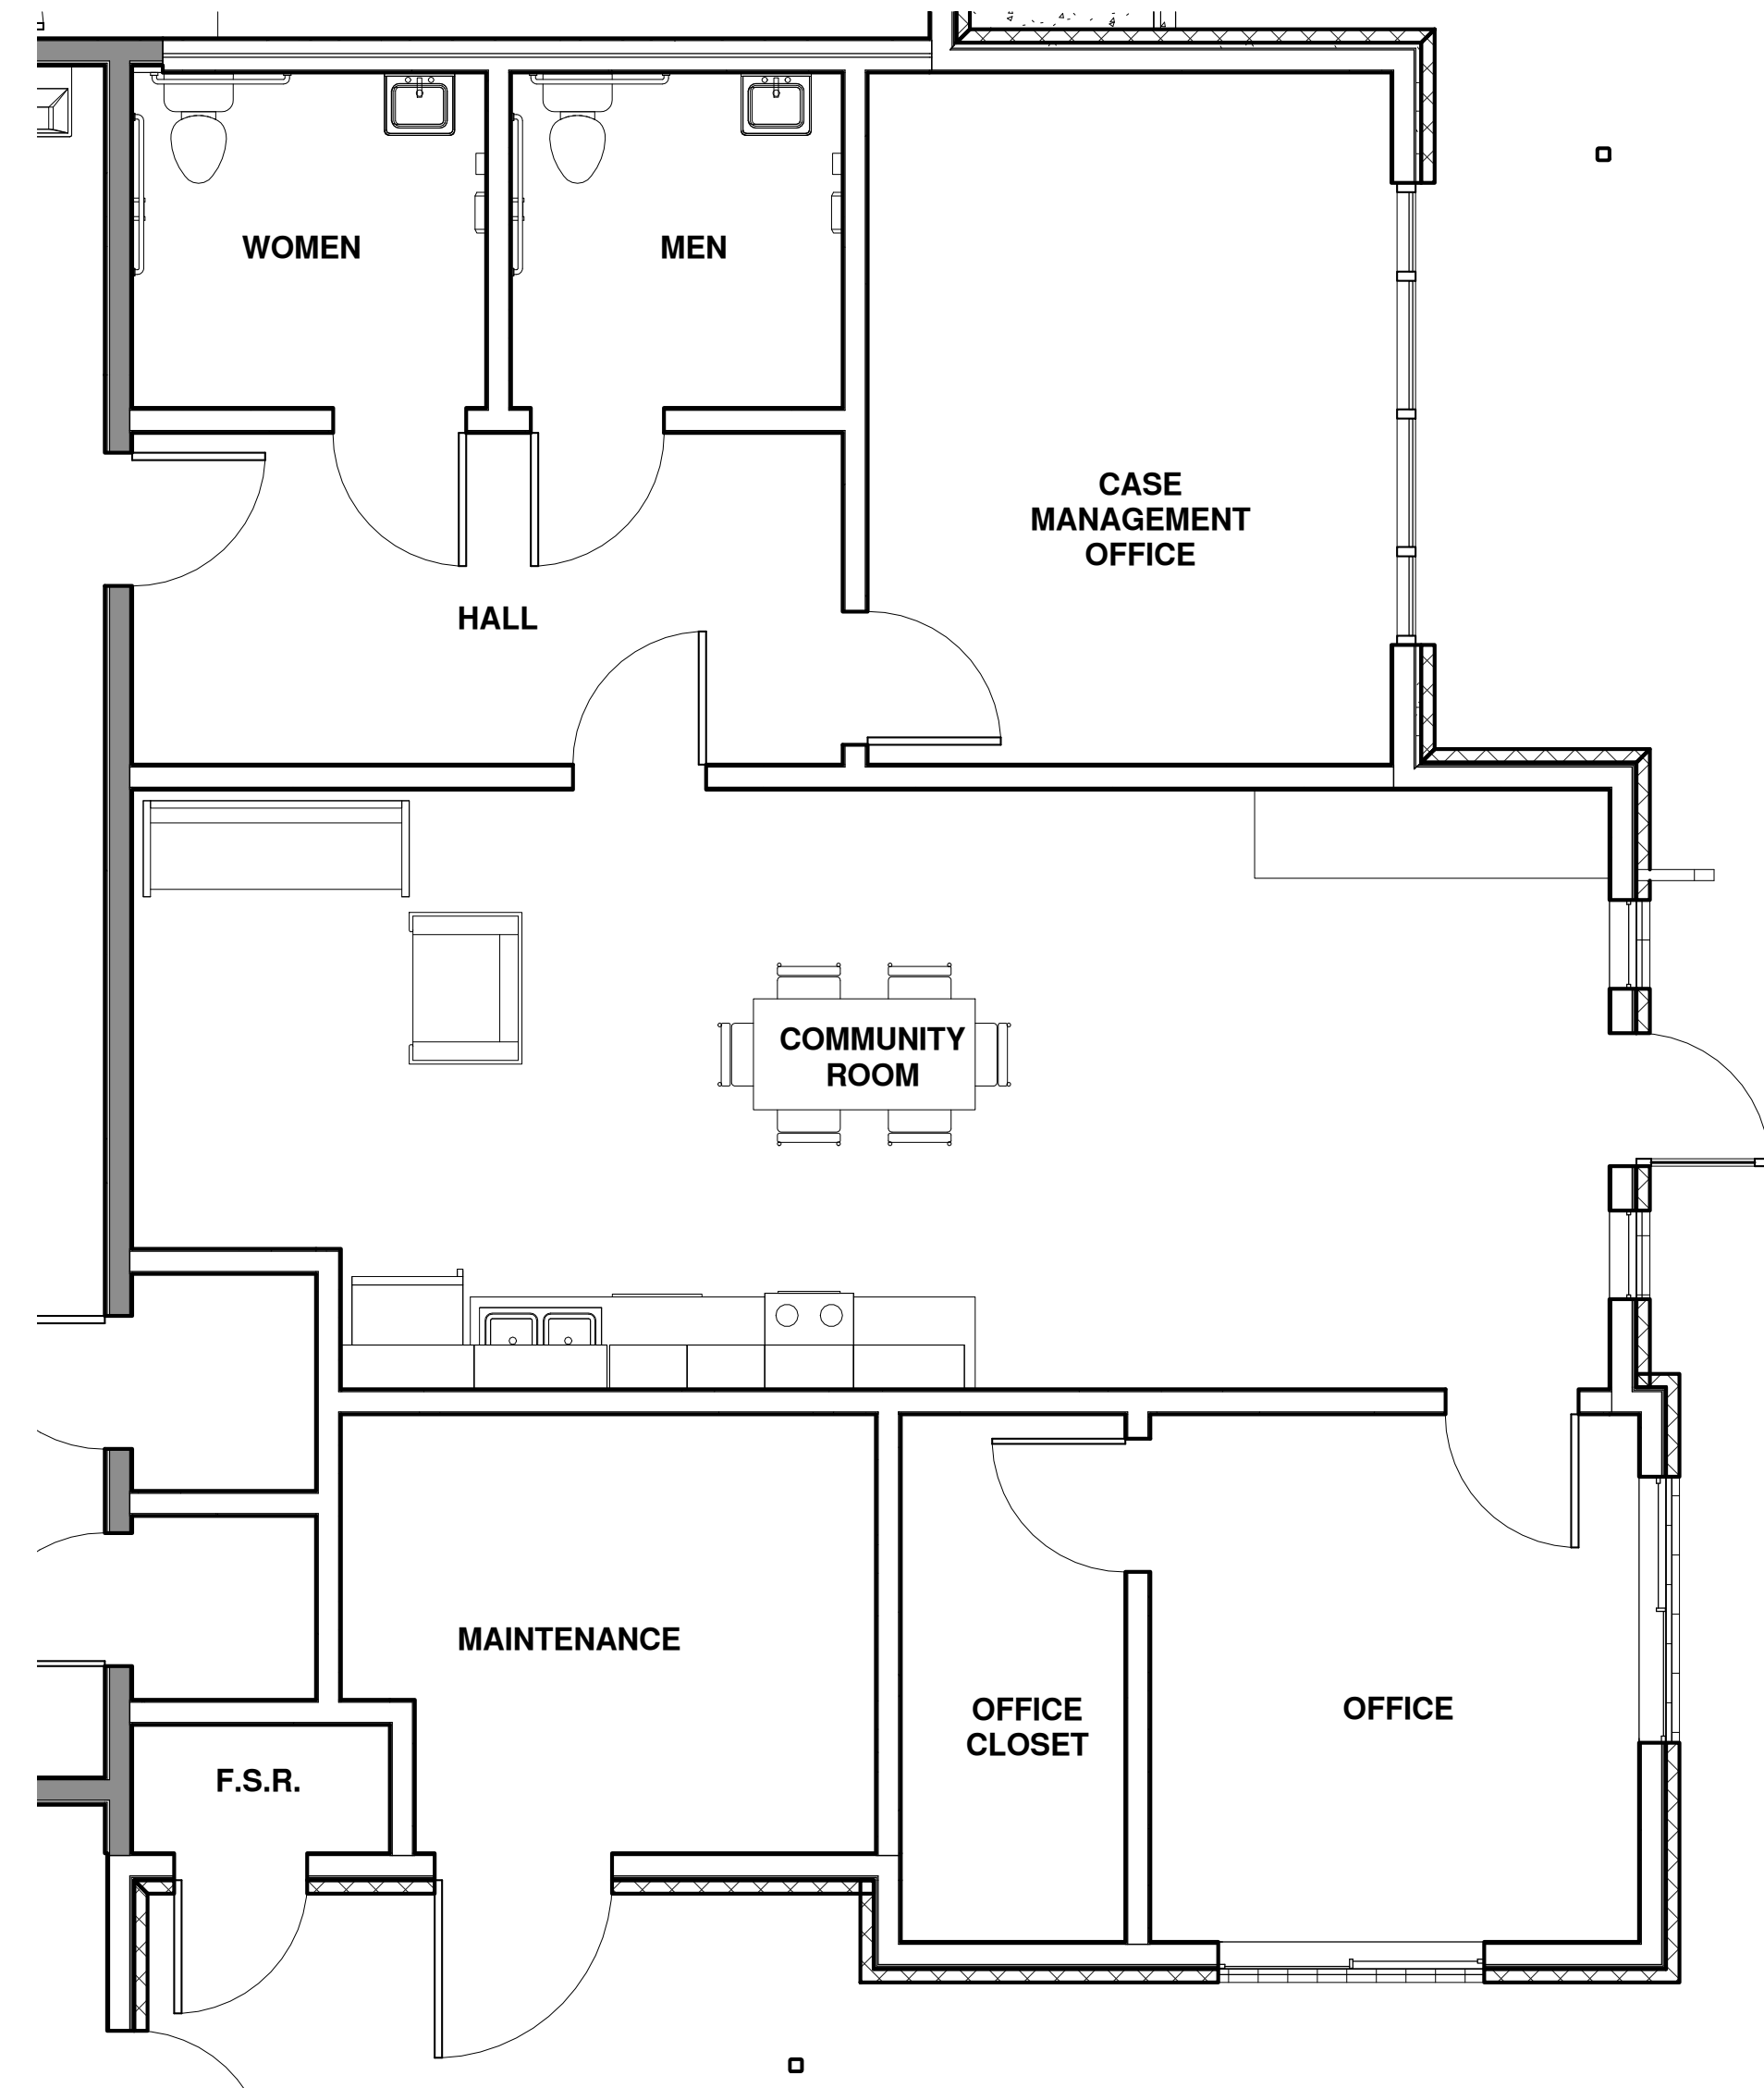 WOMEN
MEN
CASE
MANAGEMENT
OFFICE
HALL
COMMUNITY
ROOM
MAINTENANCE
OFFICE
CLOSET
OFFICE
F.S.R.